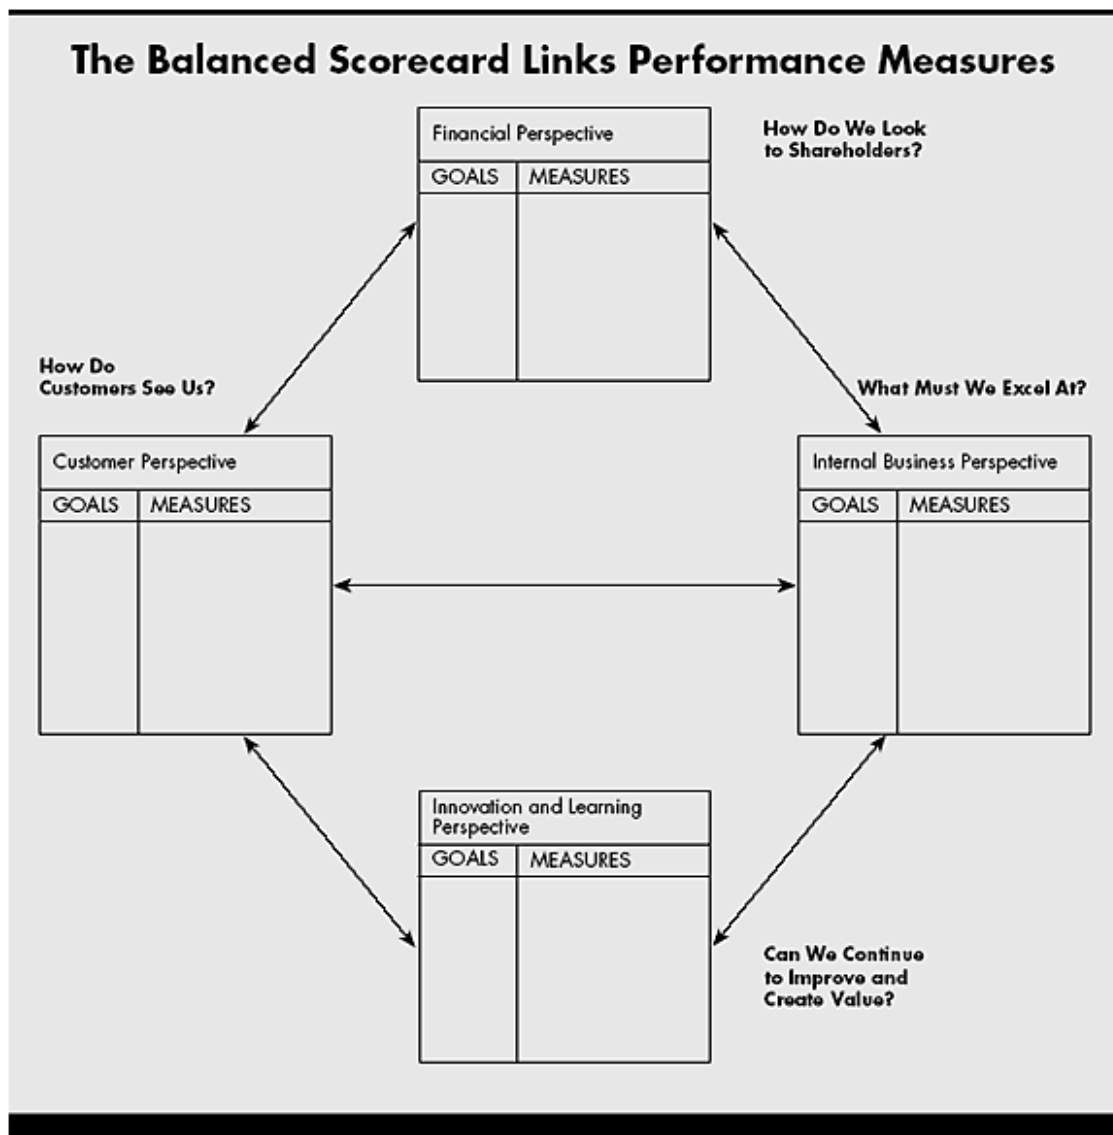 The Balanced Scorecard Links Performance Measures
Financial Perspective
GOALS MEASURES
How Do We Look
to Shareholders?
How Do
Customers See Us?
Customer Perspective
GOALS MEASURES
What Must We Excel At?
Internal Business Perspective
GOALS MEASURES
Innovation and Learning
Perspective
GOALS MEASURES
Can We Continue
to Improve and
Create Value?